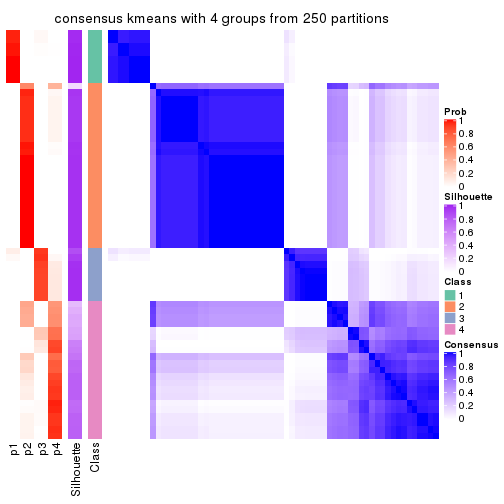 consensus kmeans with 4 groups from 250 partitions
Prob
1
0.8
0.6
0.4
0.2
0
Silhouette
1
0.8
0.6
0.4
0.2
0
Class
1
2
3
4
Consensus
1
0.8
0.6
0.4
0.2
0
p1
p2
p3
p4
Silhouette
Class